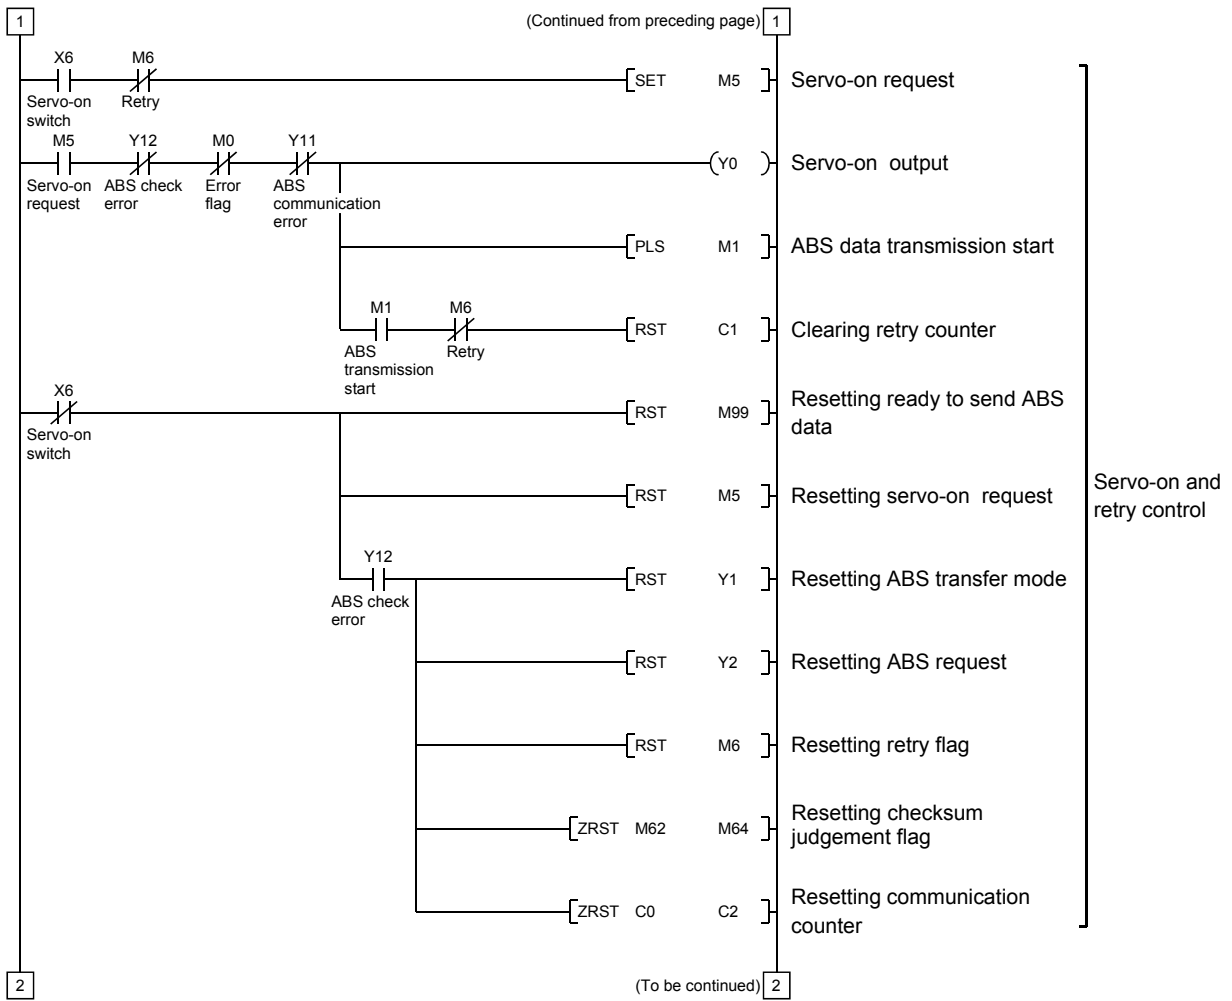 1 (Continued from preceding page) 1
X6 M6
SET M5 Servo-on request
Servo-on Retry
switch
M5 Y12 M0 Y11
Y0 Servo-on output
Servo-on ABS check Error ABS
request error flag communication
error
PLS M1 ABS data transmission start
M1 M6
RST C1 Clearing retry counter
ABS Retry
transmission
start
X6
RST M99 Resetting ready to send ABS
data
Servo-on
switch
RST M5 Resetting servo-on request
Servo-on and
retry control
Y12
RST Y1 Resetting ABS transfer mode
ABS check
error
RST Y2 Resetting ABS request
RST M6 Resetting retry flag
ZRST M62 M64 Resetting checksum
judgement flag
ZRST C0 C2 Resetting communication
counter
2 (To be continued) 2